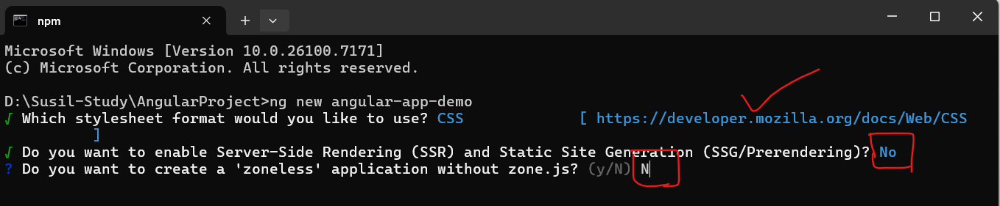 npm
Microsoft Windows [Version 10.0.26100.7171]
(c) Microsoft Corporation. All rights reserved.
D:\Susil-Study\AngularProject>ng new angular-app-demo
√ Which stylesheet format would you like to use? CSS             [ https://developer.mozilla.org/docs/Web/CSS
          ]
√ Do you want to enable Server-Side Rendering (SSR) and Static Site Generation (SSG/Prerendering)? No
? Do you want to create a 'zoneless' application without zone.js? (y/N) N